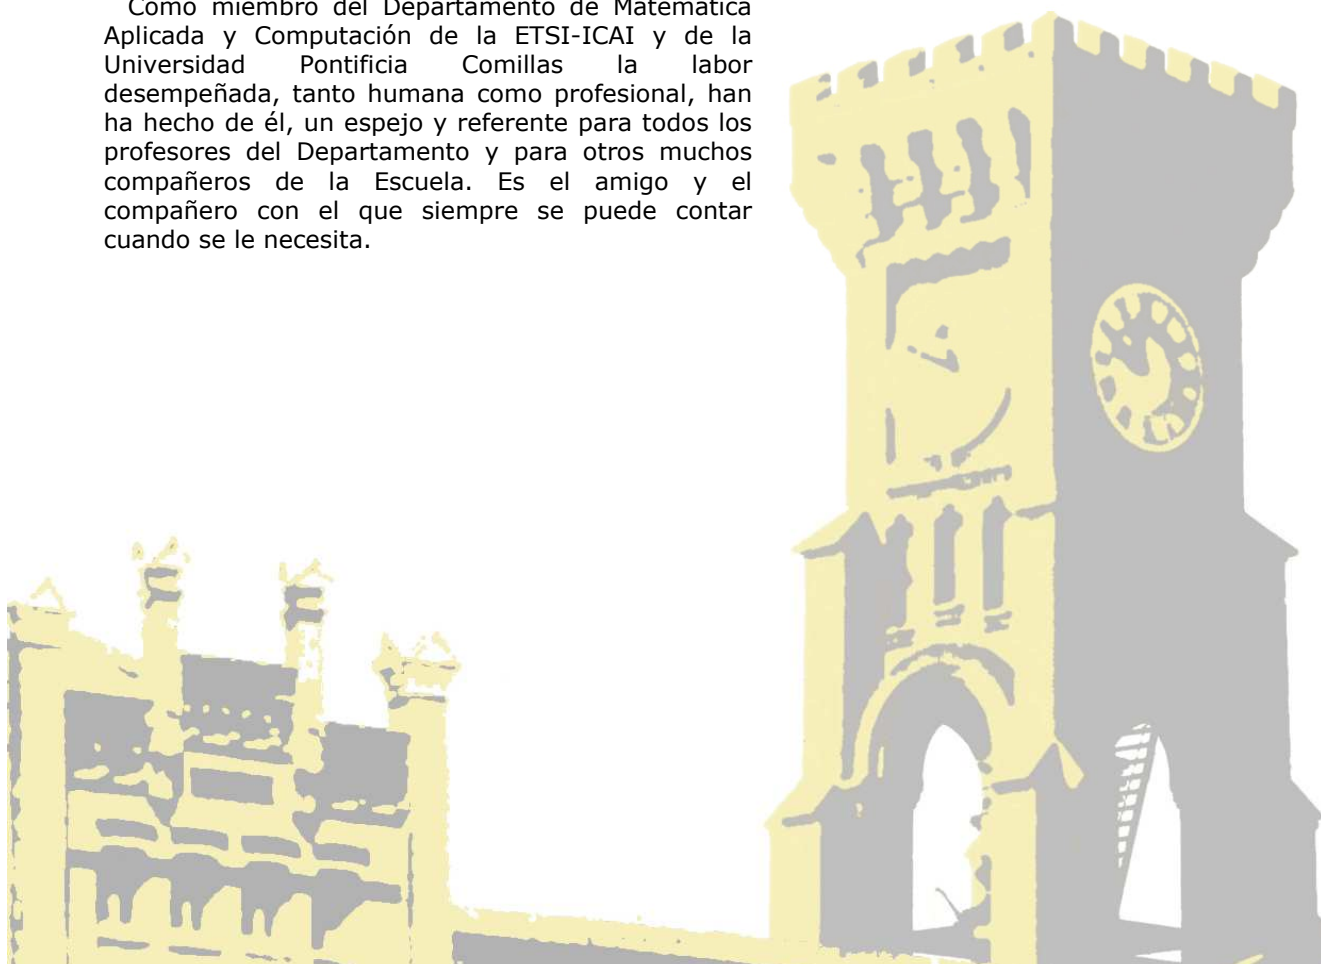 Como miembro del Departamento de Matemática
Aplicada y Computación de la ETSI-ICAI y de la
Universidad Pontificia Comillas la labor
desempeñada, tanto humana como profesional, han
ha hecho de él, un espejo y referente para todos los
profesores del Departamento y para otros muchos
compañeros de la Escuela. Es el amigo y el
compañero con el que siempre se puede contar
cuando se le necesita.